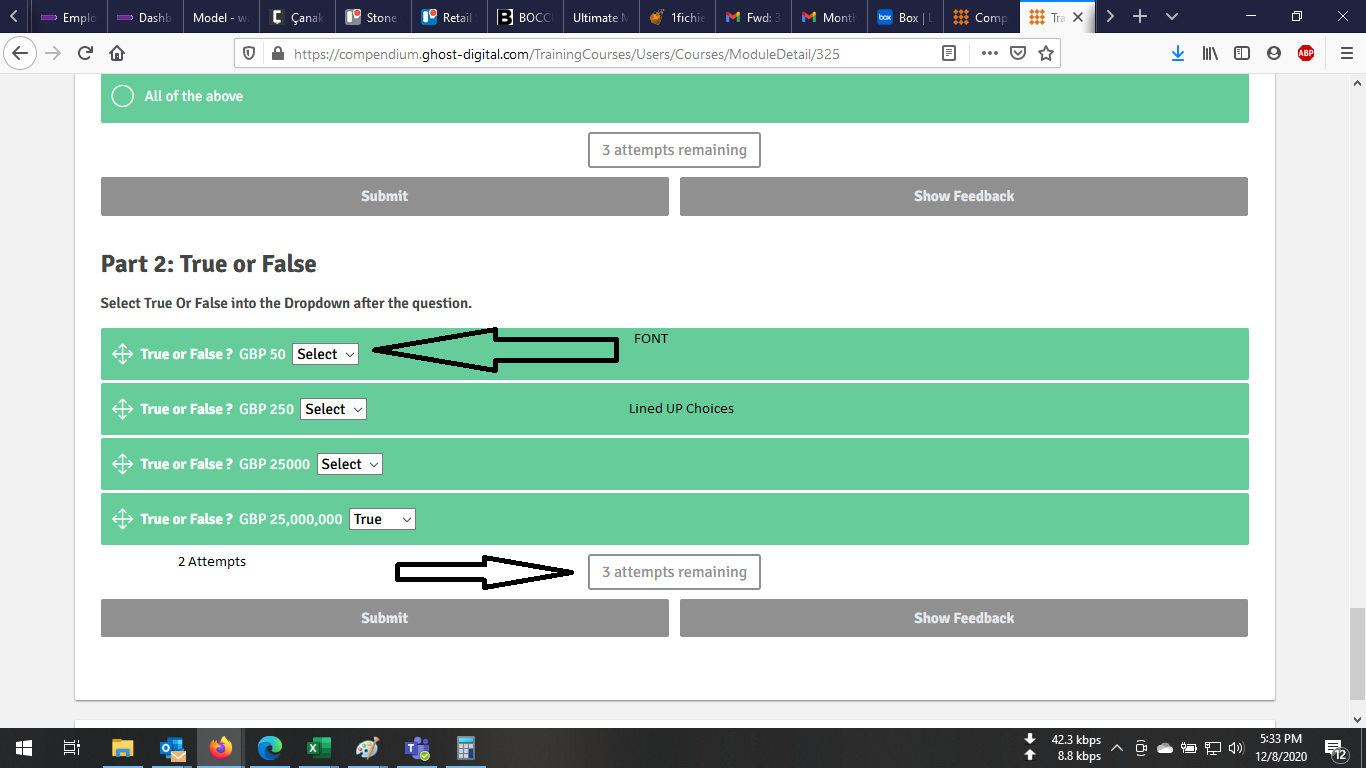 Emplo
Dashb
Model - w
Çanak
Stone
Retail
BOCCI
Ultimate M
1fichie
Fwd: 3
Month
Box | L
Comp
Tra
https://compendium.ghost-digital.com/TrainingCourses/Users/Courses/ModuleDetail/325
ABP
All of the above
3 attempts remaining
Submit
Show Feedback
Part 2: True or False
Select True Or False into the Dropdown after the question.
True or False ? GBP 50 Select
FONT
True or False ? GBP 250 Select
Lined UP Choices
True or False ? GBP 25000 Select
True or False ? GBP 25,000,000 True
2 Attempts
3 attempts remaining
Submit
Show Feedback
42.3 kbps
8.8 kbps
5:33 PM
12/8/2020
12